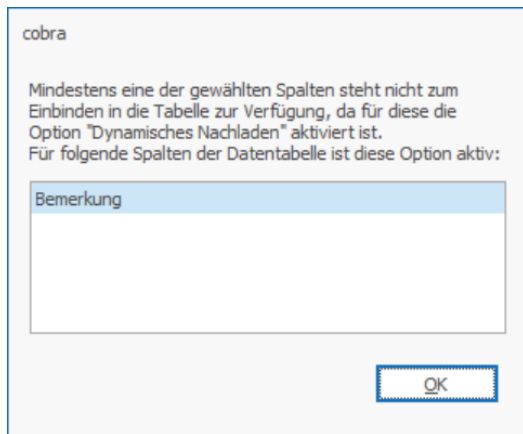 cobra
Mindestens eine der gewählten Spalten steht nicht zum
Einbinden in die Tabelle zur Verfügung, da für diese die
Option "Dynamisches Nachladen" aktiviert ist.
Für folgende Spalten der Datentabelle ist diese Option aktiv:
Bemerkung
OK